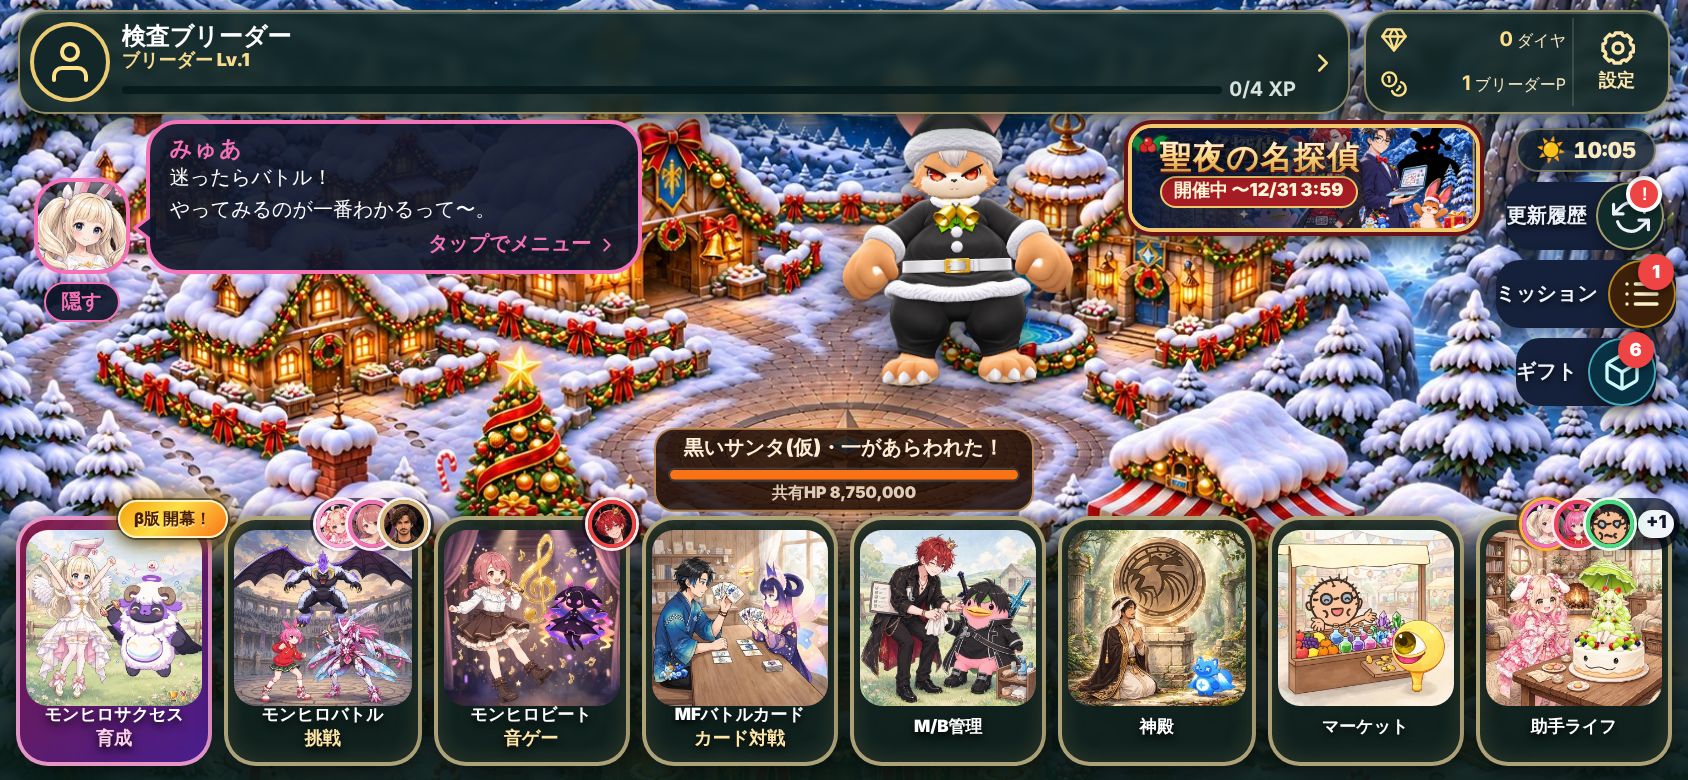 検査ブリーダー
ブリーダー Lv.1
0/4 XP
0 ダイヤ
1 ブリーダーP
設定
みゅあ
迷ったらバトル！
やってみるのが一番わかるって〜。
タップでメニュー
隠す
聖夜の名探偵
開催中 〜12/31 3:59
10:05
更新履歴
!
ミッション
1
ギフト
6
黒いサンタ(仮)・一があらわれた！
共有HP 8,750,000
β版 開幕！
+1
モンヒロサクセス
育成
モンヒロバトル
挑戦
モンヒロビート
音ゲー
MFバトルカード
カード対戦
M/B管理
神殿
マーケット
助手ライフ